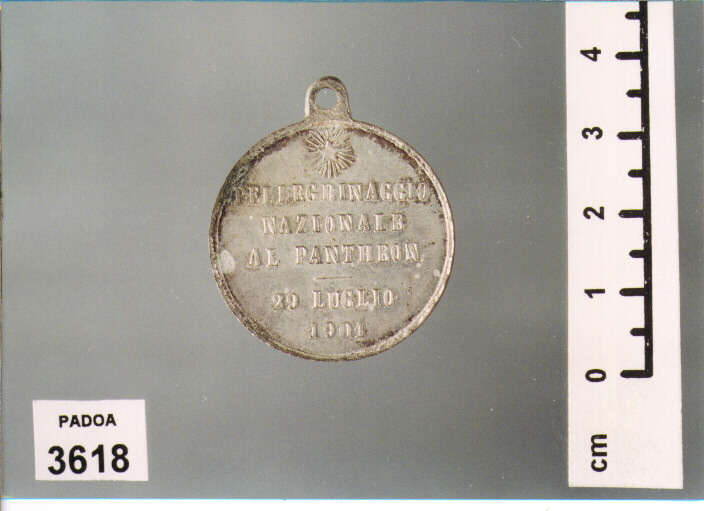 PELLEGRINAGGIO
NAZIONALE
AL PANTHEON
29 LUGLIO
1901
PADOA
3618
4
3
2
1
0
cm